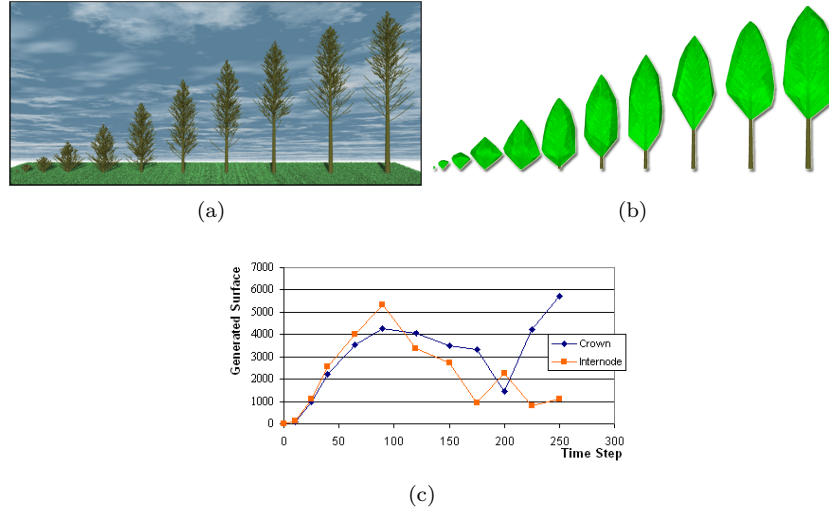 (a)
(b)
Generated Surface
7000
6000
5000
4000
3000
2000
1000
0
Crown
Internode
0 50 100 150 200 250 300
Time Step
(c)